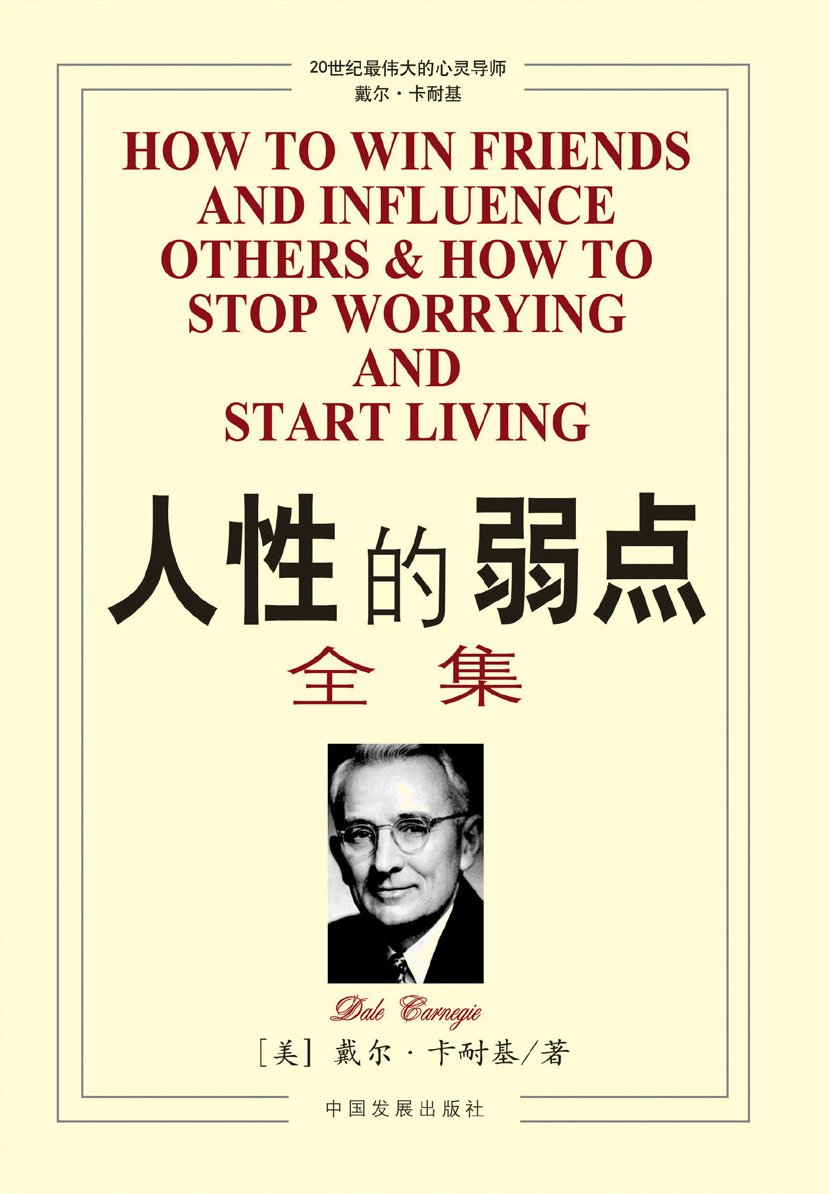 20世纪最伟大的心灵导师
戴尔·卡耐基
HOW TO WIN FRIENDS
AND INFLUENCE
OTHERS & HOW TO
STOP WORRYING
AND
START LIVING
人性的弱点
全集
Dale Carnegie
[美] 戴尔·卡耐基/著
中国发展出版社